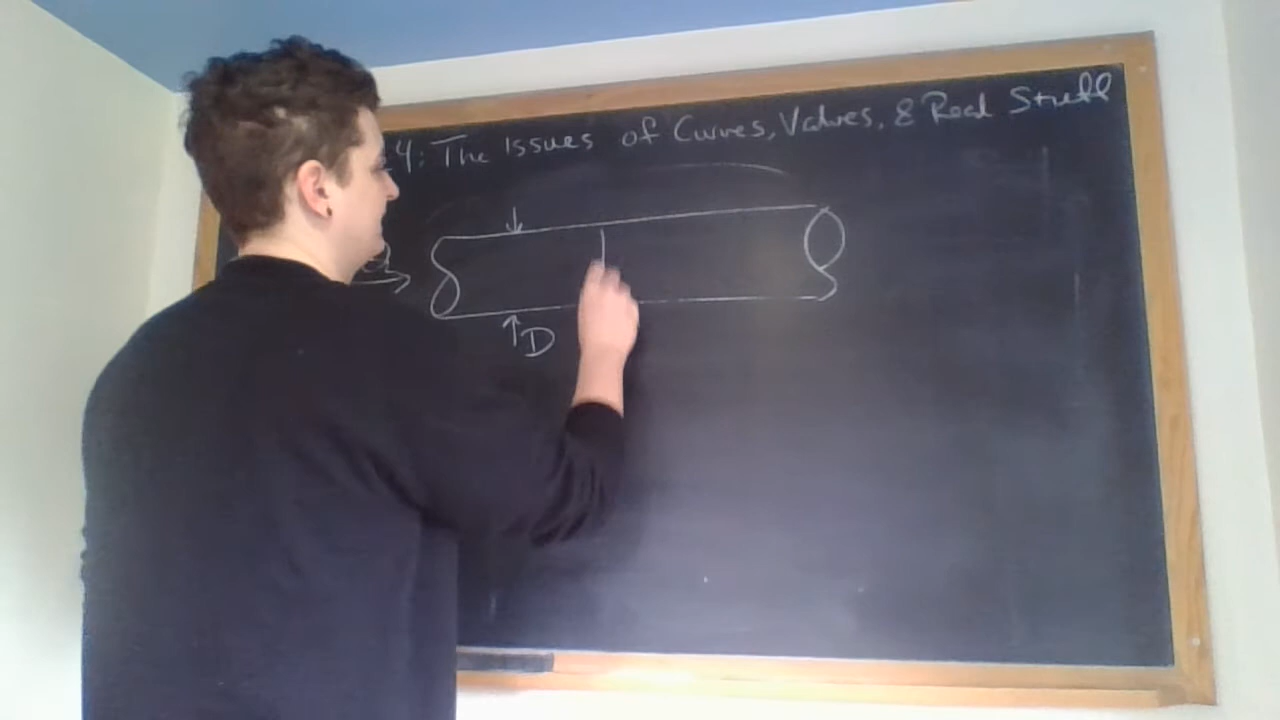 4: The Issues of Curves, Valves, & Real Stuff
D